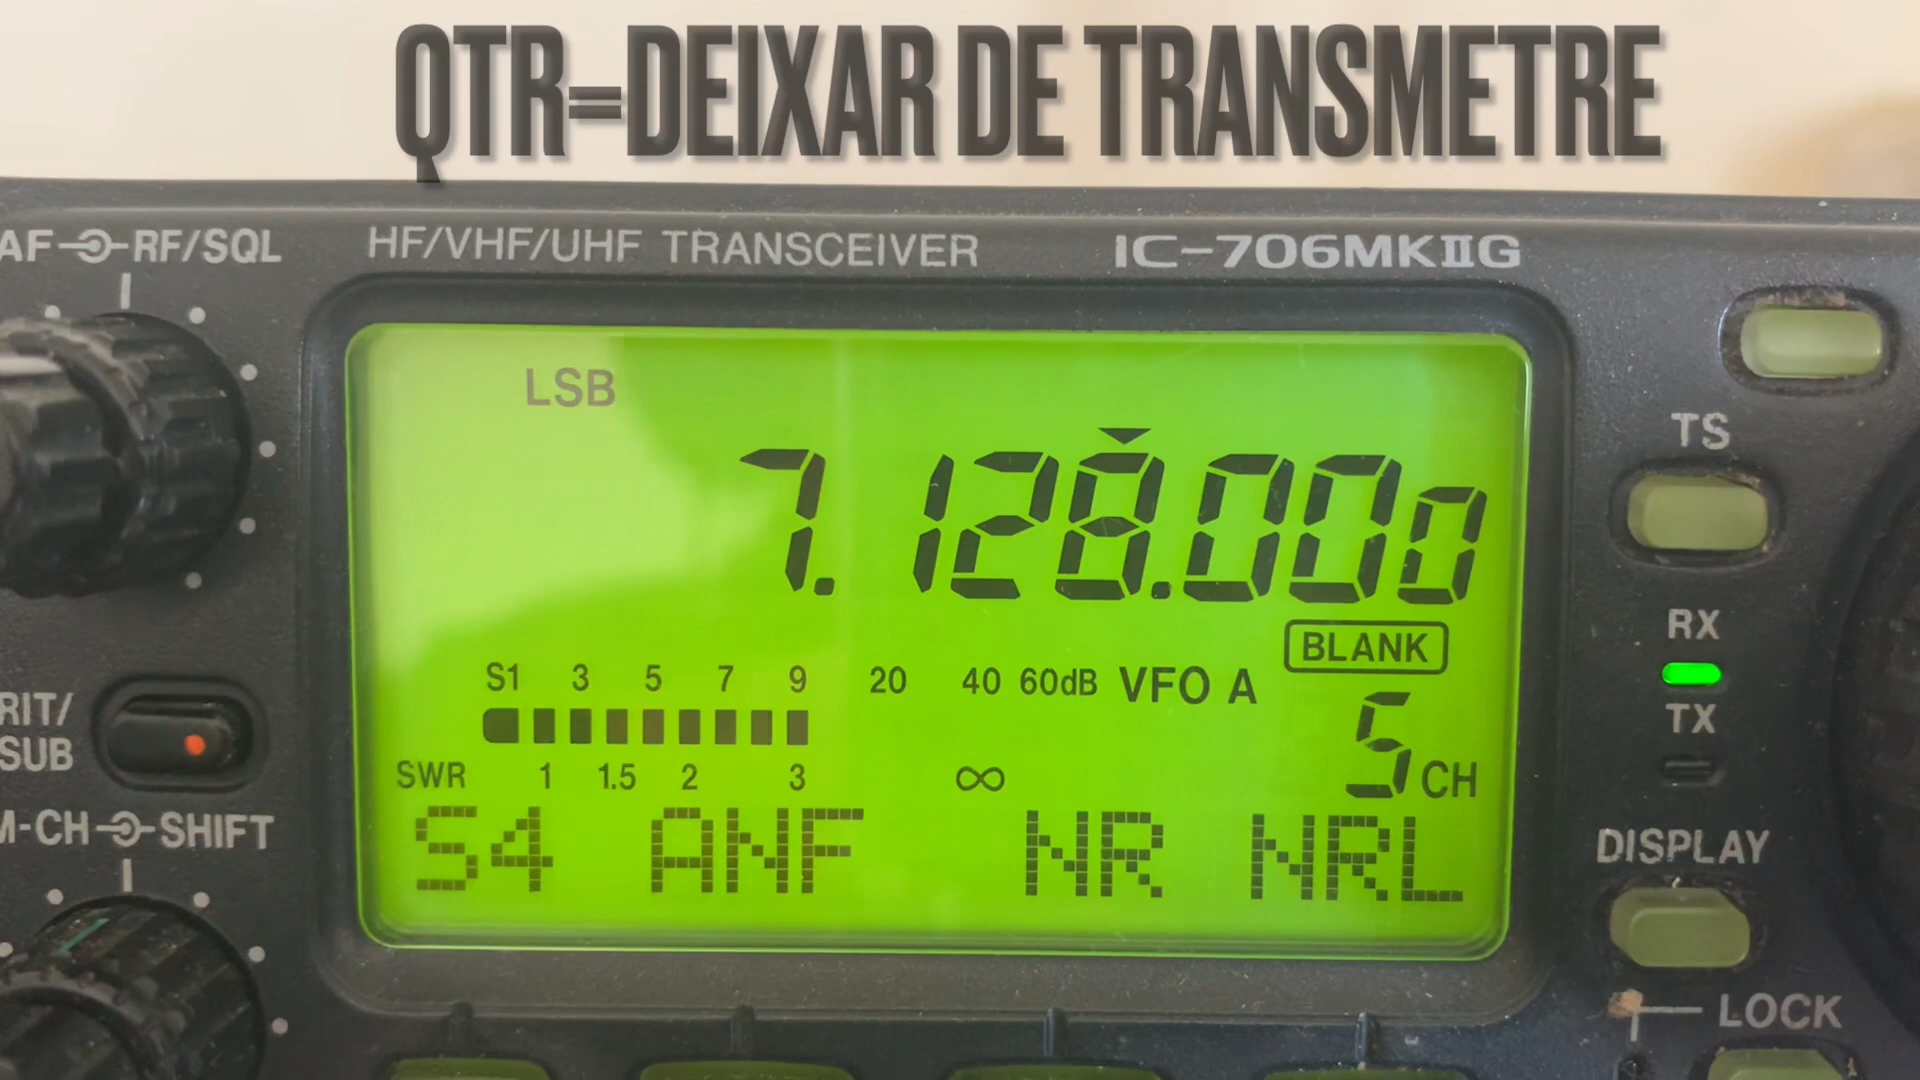 QTR=DEIXAR DE TRANSMETRE
AF RF/SQL
HF/VHF/UHF TRANSCEIVER IC-706MKIIG
LSB
TS
7.128.000
BLANK
RX
S1 3 5 7 9 20 40 60dB VFO A
RIT/
SUB
TX
5 CH
SWR 1 1.5 2 3 ∞
M-CH SHIFT
S4 ANF NR NRL
DISPLAY
LOCK